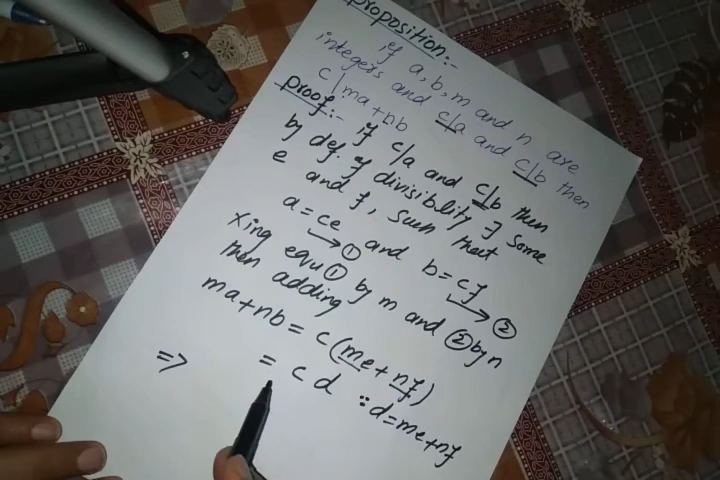 proposition:-
if a, b, m and n are
integers and c/a and c|b then
c|ma+nb
proof:- if c/a and c|b then
by def. of divisibility ∃ some
e and f, such that
a=ce and b=cf
→① →②
Xing equ① by m and ②by n
then adding
ma+nb= c(me+nf)
=> = cd ∵d=me+nf